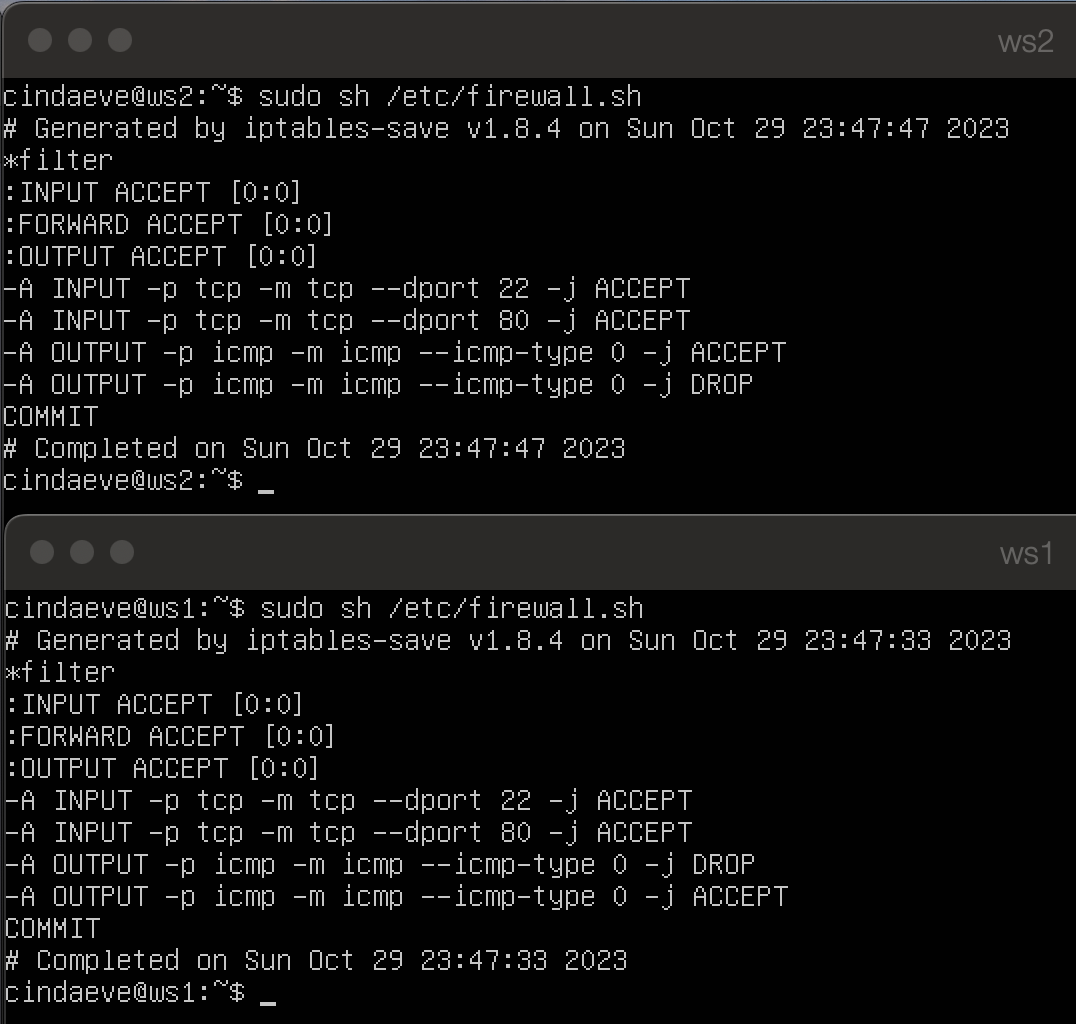 ws2
cindaeve@ws2:~$ sudo sh /etc/firewall.sh
# Generated by iptables-save v1.8.4 on Sun Oct 29 23:47:47 2023
*filter
:INPUT ACCEPT [0:0]
:FORWARD ACCEPT [0:0]
:OUTPUT ACCEPT [0:0]
-A INPUT -p tcp -m tcp --dport 22 -j ACCEPT
-A INPUT -p tcp -m tcp --dport 80 -j ACCEPT
-A OUTPUT -p icmp -m icmp --icmp-type 0 -j ACCEPT
-A OUTPUT -p icmp -m icmp --icmp-type 0 -j DROP
COMMIT
# Completed on Sun Oct 29 23:47:47 2023
cindaeve@ws2:~$ _
ws1
cindaeve@ws1:~$ sudo sh /etc/firewall.sh
# Generated by iptables-save v1.8.4 on Sun Oct 29 23:47:33 2023
*filter
:INPUT ACCEPT [0:0]
:FORWARD ACCEPT [0:0]
:OUTPUT ACCEPT [0:0]
-A INPUT -p tcp -m tcp --dport 22 -j ACCEPT
-A INPUT -p tcp -m tcp --dport 80 -j ACCEPT
-A OUTPUT -p icmp -m icmp --icmp-type 0 -j DROP
-A OUTPUT -p icmp -m icmp --icmp-type 0 -j ACCEPT
COMMIT
# Completed on Sun Oct 29 23:47:33 2023
cindaeve@ws1:~$ _